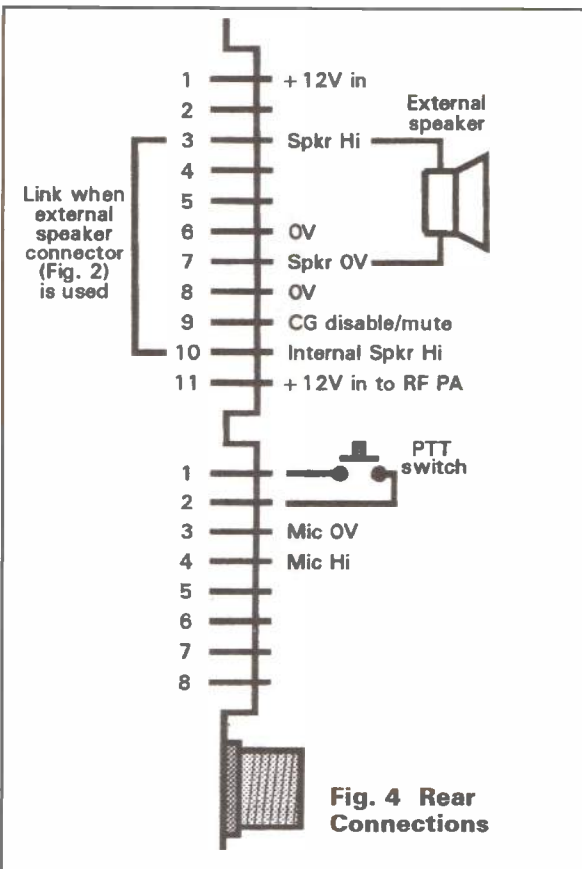 1 + 12V in
2
3 Spkr Hi
4
5
6 0V
7 Spkr 0V
8 0V
9 CG disable/mute
10 Internal Spkr Hi
11 + 12V in to RF PA
External
speaker
Link when
external
speaker
connector
(Fig. 2)
is used
1
2
3 Mic 0V
4 Mic Hi
5
6
7
8
PTT
switch
Fig. 4 Rear
Connections